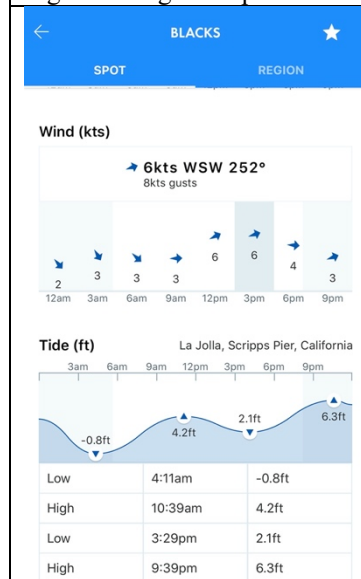 BLACKS
SPOT REGION
Wind (kts)
6kts WSW 252°
8kts gusts
2 3 3 3 6 6 4 3
12am 3am 6am 9am 12pm 3pm 6pm 9pm
Tide (ft) La Jolla, Scripps Pier, California
3am 6am 9am 12pm 3pm 6pm 9pm
-0.8ft 4.2ft 2.1ft 6.3ft
Low 4:11am -0.8ft
High 10:39am 4.2ft
Low 3:29pm 2.1ft
High 9:39pm 6.3ft